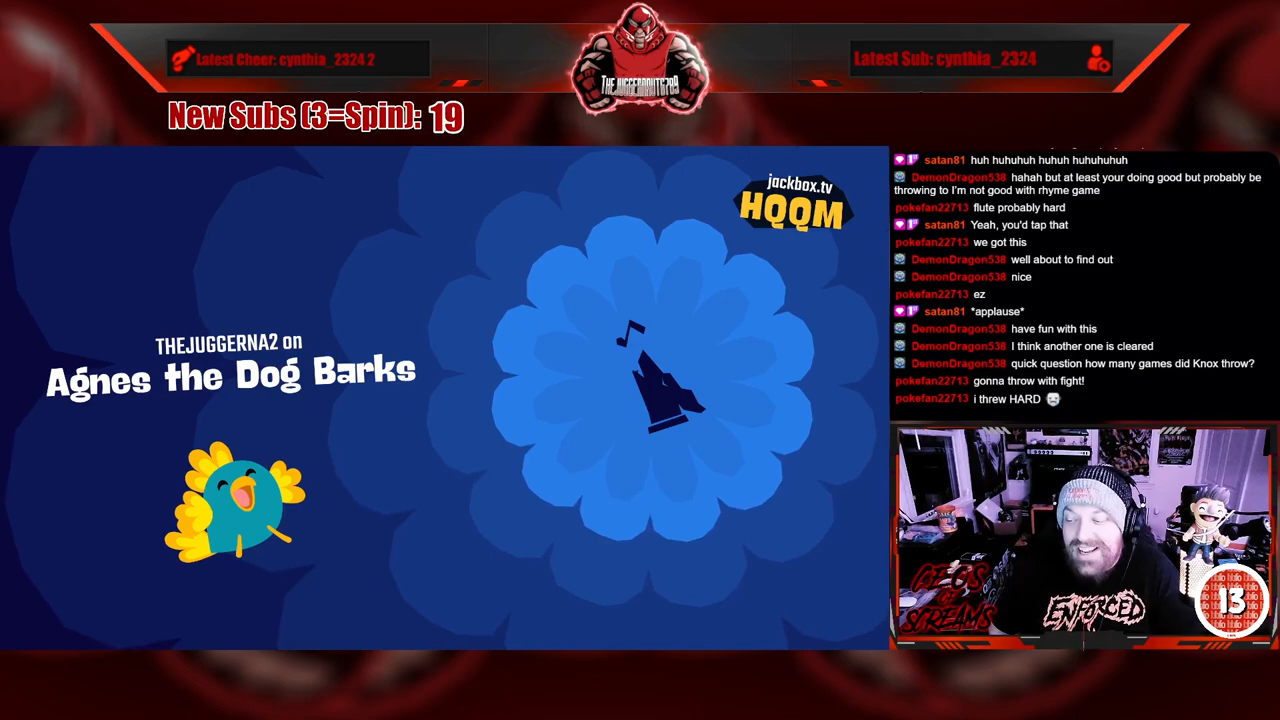 Latest Cheer: cynthia_2324 2
THEJUGGERNAUT6789
Latest Sub: cynthia_2324
New Subs (3=Spin): 19
jackbox.tv
HQQM
THEJUGGERNA2 on
Agnes the Dog Barks
satan81 huh huhuhuh huhuh huhuhuhuh
DemonDragon538 hahah but at least your doing good but probably be
throwing to I'm not good with rhyme game
pokefan22713 flute probably hard
satan81 Yeah, you'd tap that
pokefan22713 we got this
DemonDragon538 well about to find out
DemonDragon538 nice
pokefan22713 ez
satan81 *applause*
DemonDragon538 have fun with this
DemonDragon538 I think another one is cleared
DemonDragon538 quick question how many games did Knox throw?
pokefan22713 gonna throw with fight!
pokefan22713 i threw HARD
SCREAMS
ENFORCED
13